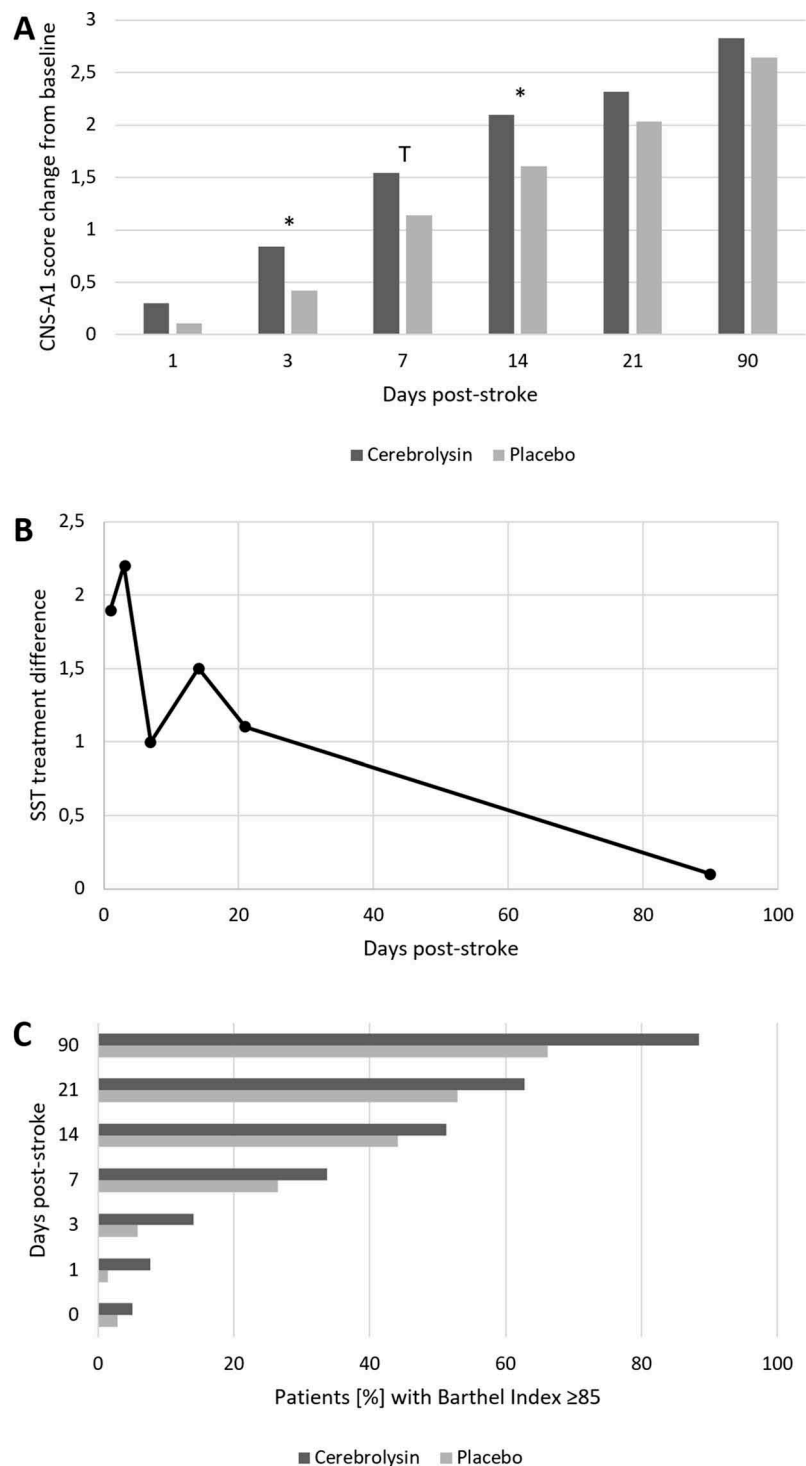 A
CNS-A1 score change from baseline
3
2,5
2
1,5
1
0,5
0
*
T
*
1 3 7 14 21 90
Days post-stroke
Cerebrolysin Placebo
B
SST treatment difference
2,5
2
1,5
1
0,5
0
0 20 40 60 80 100
Days post-stroke
C
Days post-stroke
90
21
14
7
3
1
0
0 20 40 60 80 100
Patients [%] with Barthel Index ≥85
Cerebrolysin Placebo